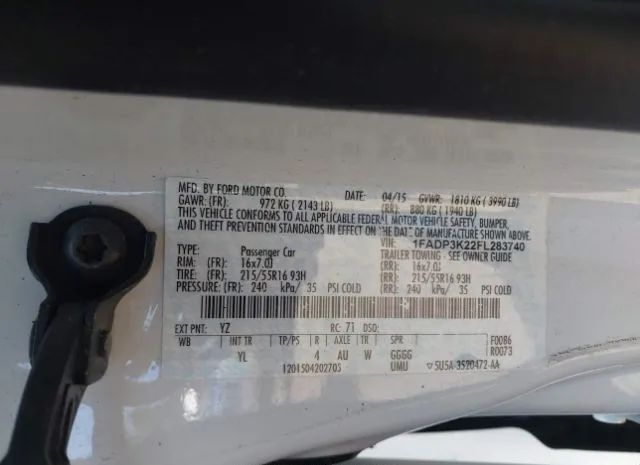 MFD. BY FORD MOTOR CO.
DATE: 04/15 GVWR: 1810 KG ( 3990 LB)
GAWR: (FR): 972 KG ( 2143 LB) (RR): 880 KG ( 1940 LB)
THIS VEHICLE CONFORMS TO ALL APPLICABLE FEDERAL MOTOR VEHICLE SAFETY, BUMPER,
AND THEFT PREVENTION STANDARDS IN EFFECT ON THE DATE OF MANUFACTURE SHOWN ABOVE.
VIN: 1FADP3K22FL283740
TYPE: Passenger Car TRAILER TOWING - SEE OWNER GUIDE
RIM: (FR): 16x7.0J (RR): 16x7.0J
TIRE: (FR): 215/55R16 93H (RR): 215/55R16 93H
PRESSURE: (FR): 240 kPa/ 35 PSI COLD (RR): 240 kPa/ 35 PSI COLD
EXT PNT: YZ RC: 71 DSO:
WB INT TR TP/PS R AXLE TR SPR F0086
YL 4 AU W GGGG R0073
UMU 5U5A-3520472-AA
1201504202705